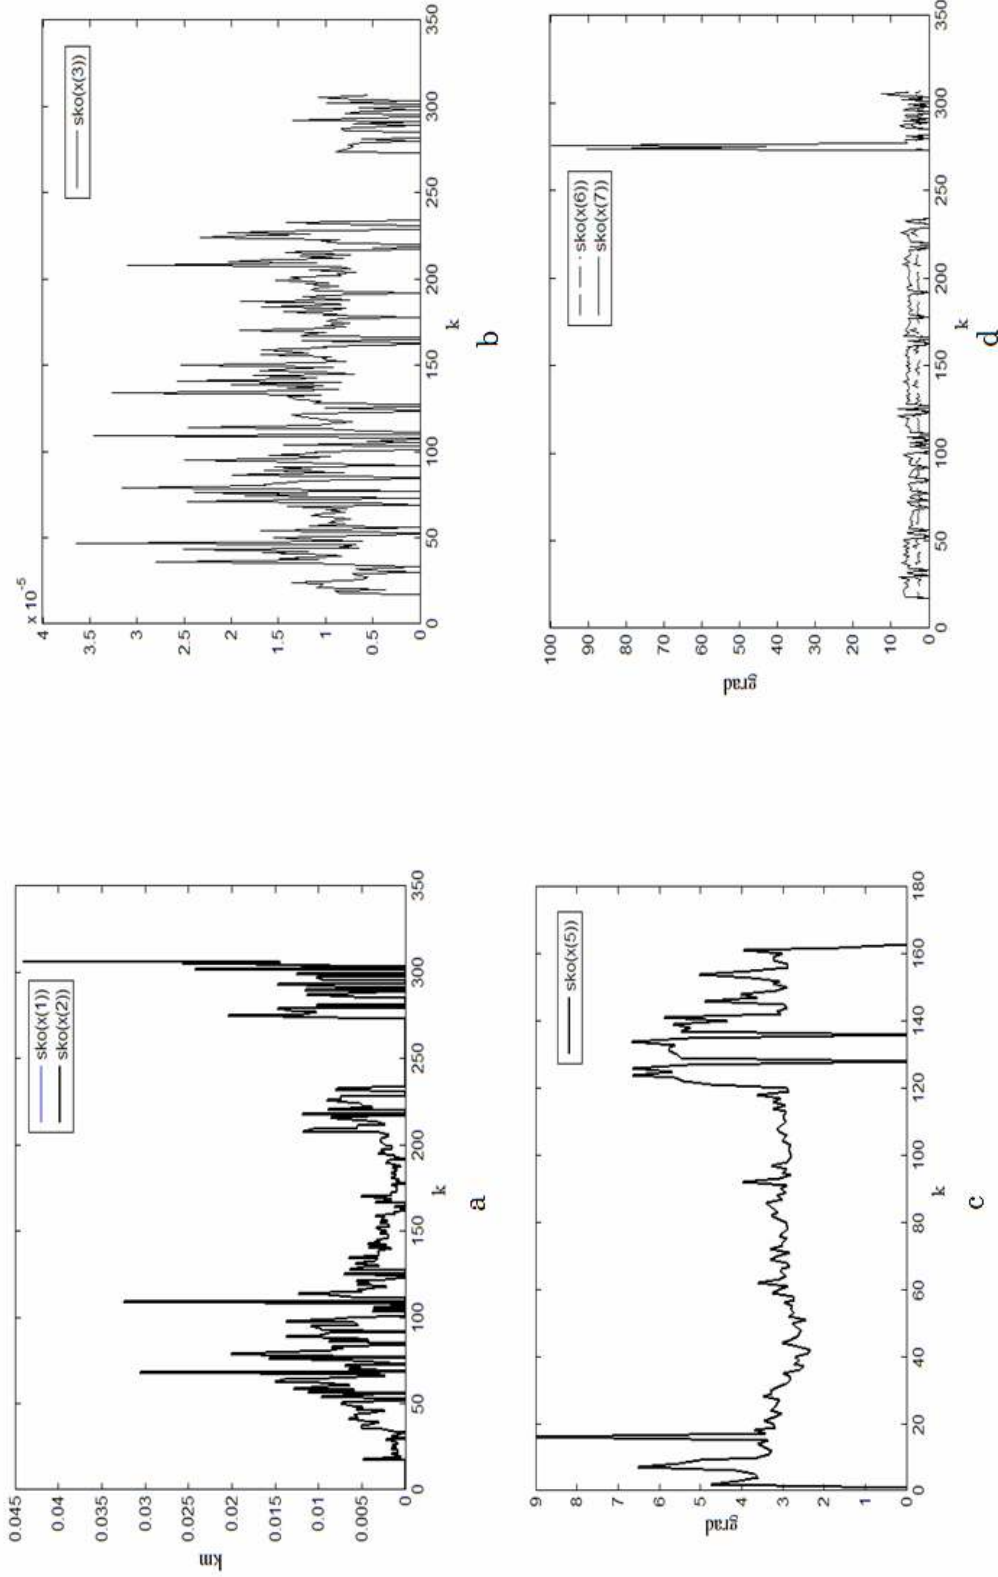 0.045
0.04
0.035
0.03
0.025
0.02
0.015
0.01
0.005
0
km
sko(x(1))
sko(x(2))
0 50 100 150 200 250 300 350
k
a
x 10-5
4
3.5
3
2.5
2
1.5
1
0.5
0
sko(x(3))
0 50 100 150 200 250 300 350
k
b
9
8
7
6
5
4
3
2
1
0
grad
sko(x(5))
0 20 40 60 80 100 120 140 160 180
k
c
100
90
80
70
60
50
40
30
20
10
0
grad
sko(x(6))
sko(x(7))
0 50 100 150 200 250 300 350
k
d